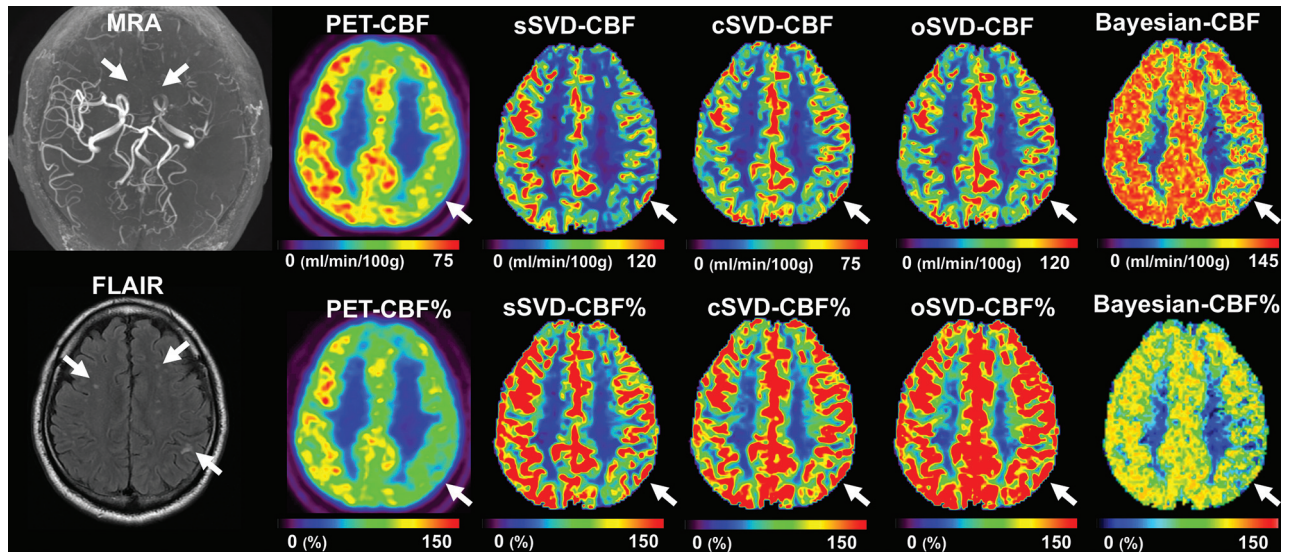 MRA
PET-CBF
sSVD-CBF
cSVD-CBF
oSVD-CBF
Bayesian-CBF
0 (ml/min/100g) 75
0 (ml/min/100g) 120
0 (ml/min/100g) 75
0 (ml/min/100g) 120
0 (ml/min/100g) 145
FLAIR
PET-CBF%
sSVD-CBF%
cSVD-CBF%
oSVD-CBF%
Bayesian-CBF%
0 (%) 150
0 (%) 150
0 (%) 150
0 (%) 150
0 (%) 150